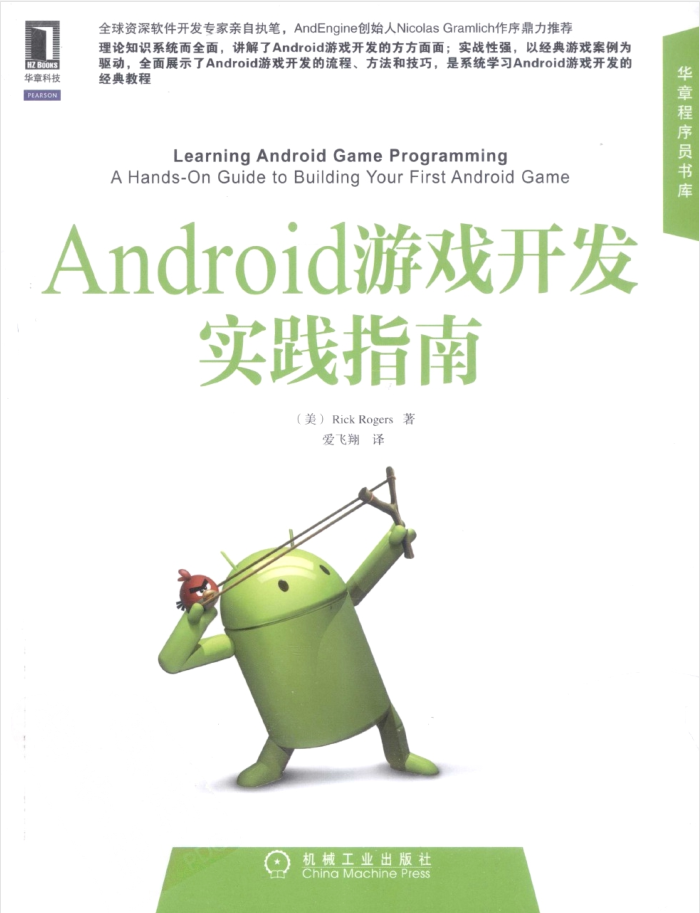 全球资深软件开发专家亲自执笔，AndEngine创始人Nicolas Gramlich作序鼎力推荐
理论知识系统而全面，讲解了Android游戏开发的方方面面；实战性强，以经典游戏案例为
驱动，全面展示了Android游戏开发的流程、方法和技巧，是系统学习Android游戏开发的
经典教程
HZ BOOKS
华章科技
PEARSON
华章程序员书库
Learning Android Game Programming
A Hands-On Guide to Building Your First Android Game
Android游戏开发
实践指南
（美）Rick Rogers 著
爱飞翔 译
机械工业出版社
China Machine Press